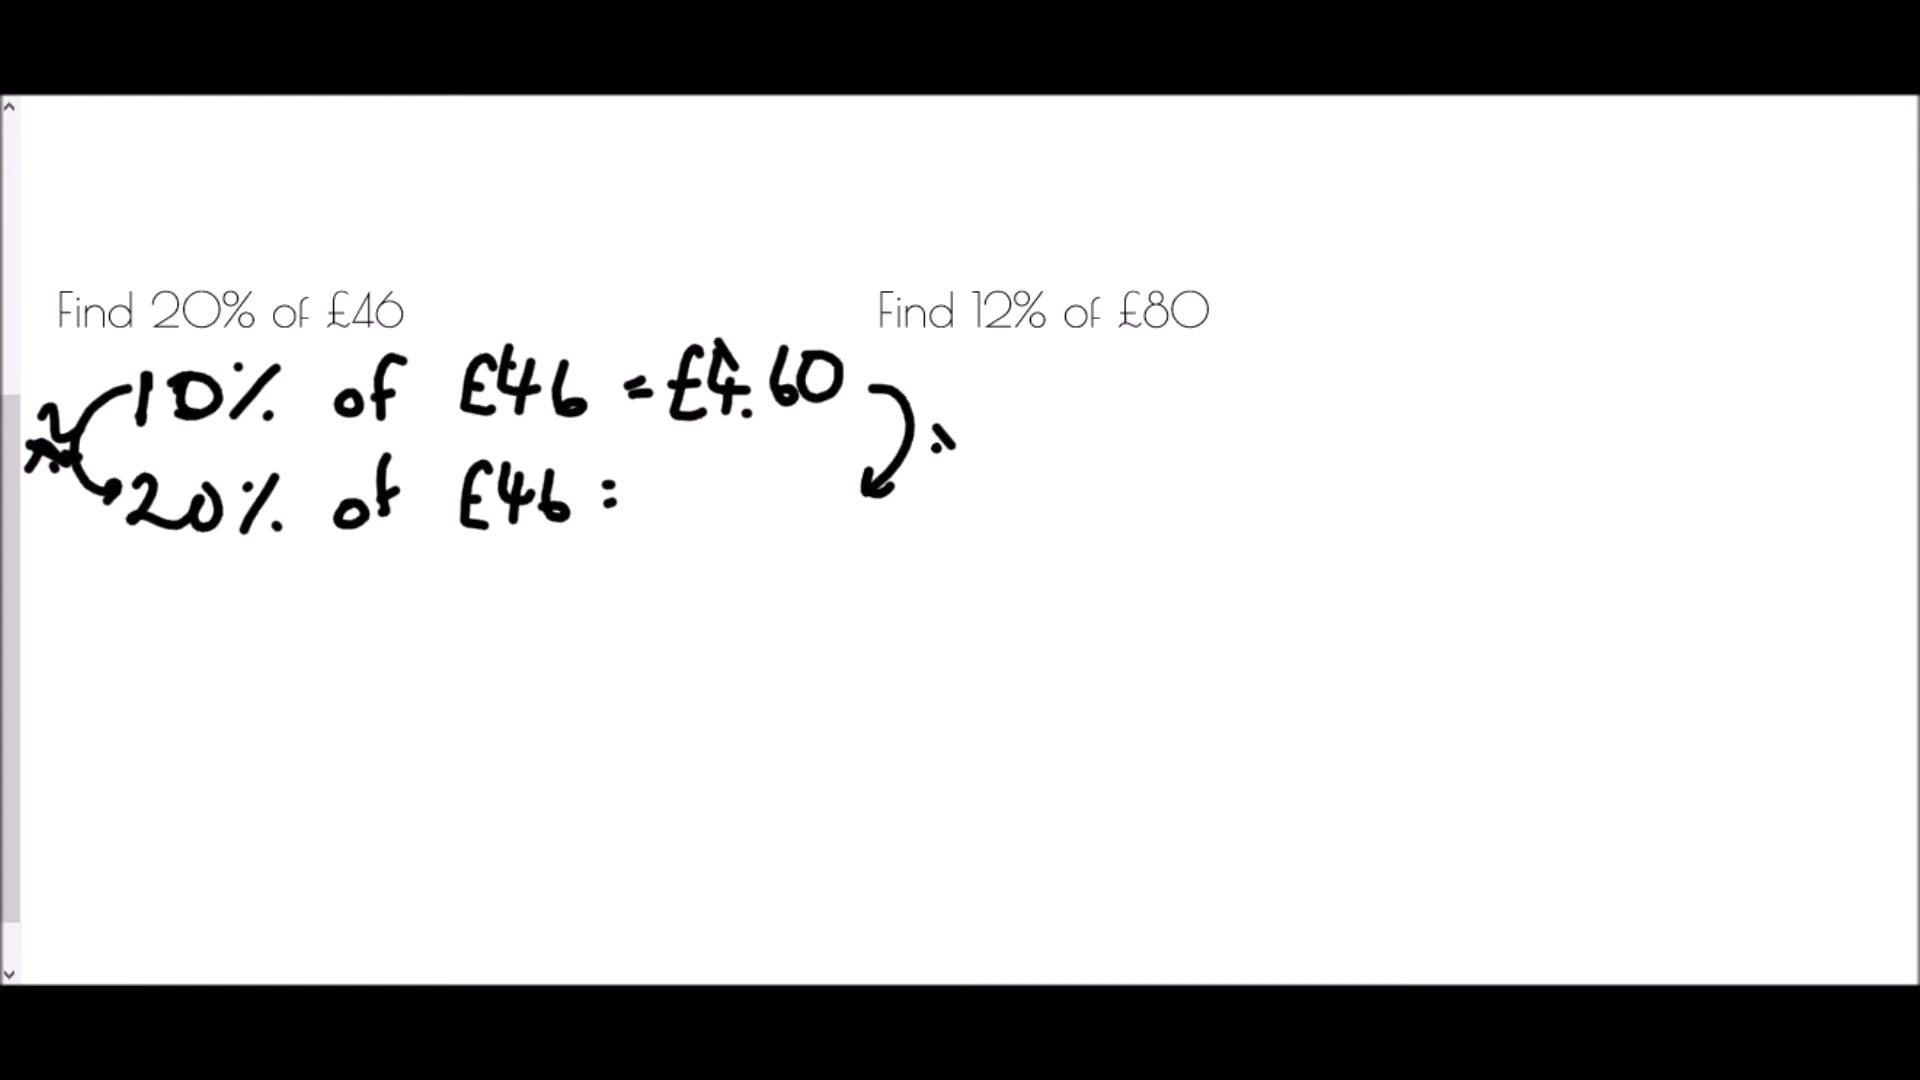 Find 20% of £46
Find 12% of £80
10% of £46 = £4.60
20% of £46 =